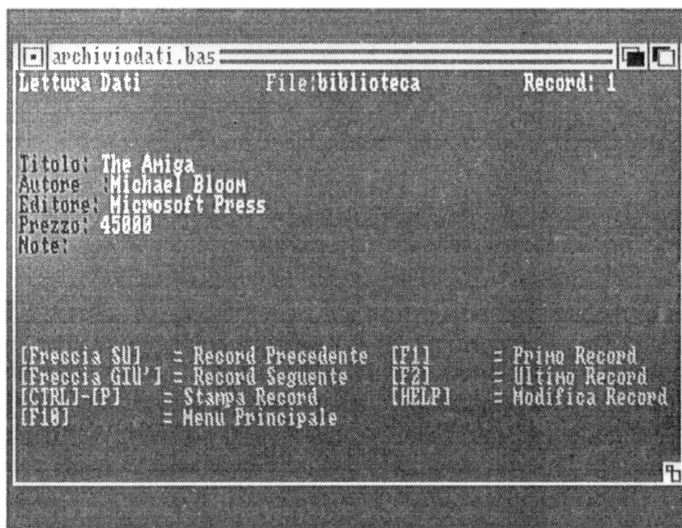 archiviodati.bas
Lettura Dati File:biblioteca Record: 1
Titolo: The Amiga
Autore :Michael Bloom
Editore: Microsoft Press
Prezzo: 45000
Note:
[Freccia SU] = Record Precedente [F1] = Primo Record
[Freccia GIU'] = Record Seguente [F2] = Ultimo Record
[CTRL]-[P] = Stampa Record [HELP] = Modifica Record
[F10] = Menu Principale